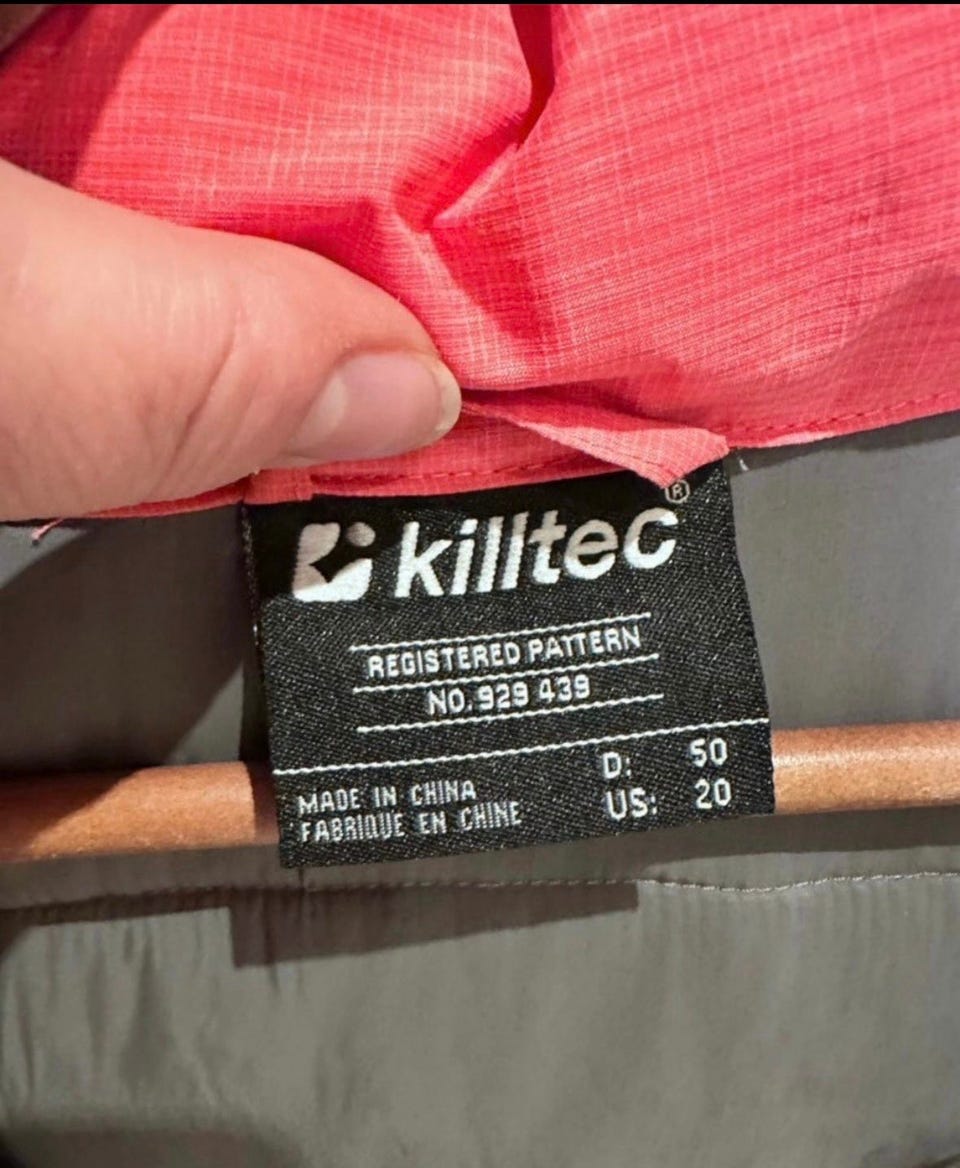 killtec®
REGISTERED PATTERN
NO. 929 439
MADE IN CHINA
FABRIQUE EN CHINE
D: 50
US: 20